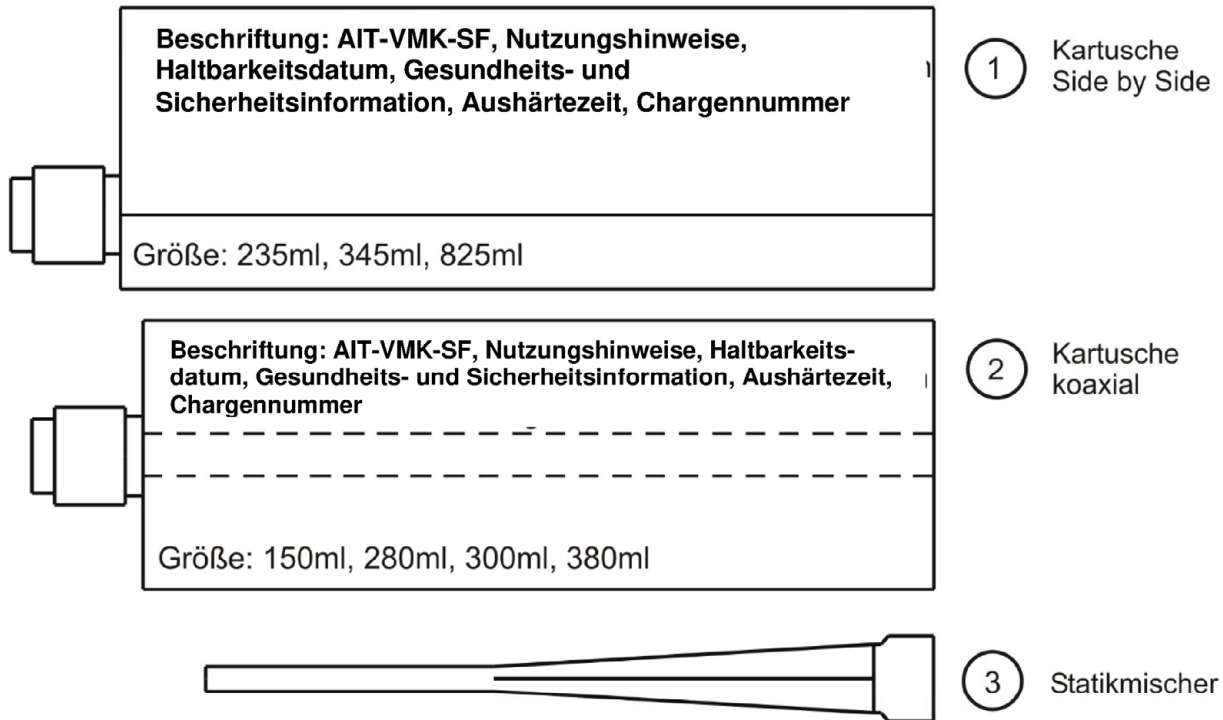 Beschriftung: AIT-VMK-SF, Nutzungshinweise,
Haltbarkeitsdatum, Gesundheits- und
Sicherheitsinformation, Aushärtezeit, Chargennummer
1 Kartusche
Side by Side
Größe: 235ml, 345ml, 825ml
Beschriftung: AIT-VMK-SF, Nutzungshinweise, Haltbarkeits-
datum, Gesundheits- und Sicherheitsinformation, Aushärtezeit,
Chargennummer
2 Kartusche
koaxial
Größe: 150ml, 280ml, 300ml, 380ml
3 Statikmischer